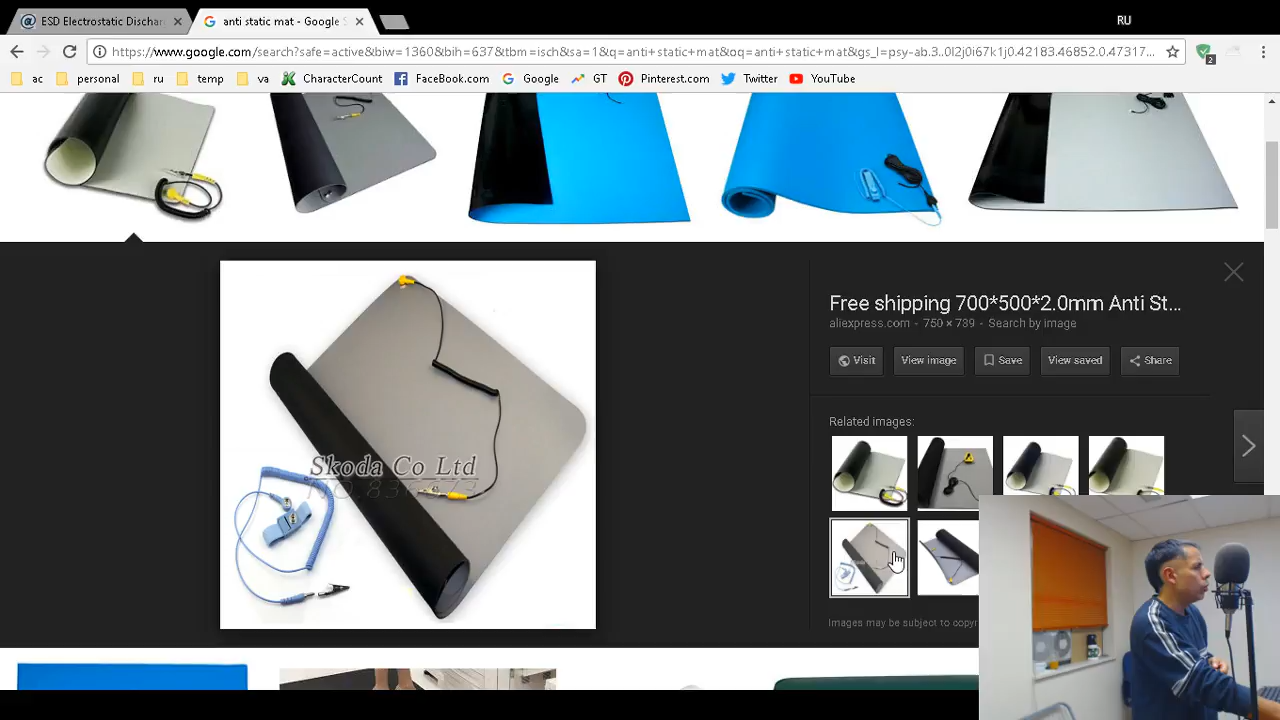 RU
ESD Electrostatic Dischar
anti static mat - Google S
https://www.google.com/search?safe=active&biw=1360&bih=637&tbm=isch&sa=1&q=anti+static+mat&oq=anti+static+mat&gs_l=psy-ab.3..0l2j0i67k1j0.42183.46852.0.47317...
2
ac personal ru temp va CharacterCount FaceBook.com Google GT Pinterest.com Twitter YouTube
Free shipping 700*500*2.0mm Anti St...
aliexpress.com - 750 × 789 - Search by image
Visit View image Save View saved Share
Related images:
Skoda Co Ltd
Images may be subject to copyr